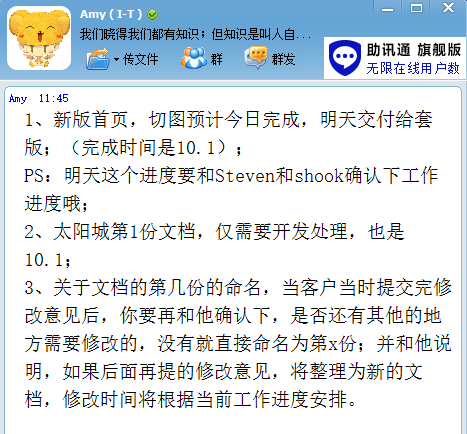 Amy ( I-T )
我们晓得我们都有知识；但知识是叫人自...
传文件 群 群发
助讯通 旗舰版
无限在线用户数
Amy 11:45
1、新版首页，切图预计今日完成，明天交付给套
版；（完成时间是10.1）；
PS：明天这个进度要和Steven和shook确认下工作
进度哦；
2、太阳城第1份文档，仅需要开发处理，也是
10.1；
3、关于文档的第几份的命名，当客户当时提交完修
改意见后，你要再和他确认下，是否还有其他的地
方需要修改的，没有就直接命名为第x份；并和他说
明，如果后面再提的修改意见，将整理为新的文
档，修改时间将根据当前工作进度安排。